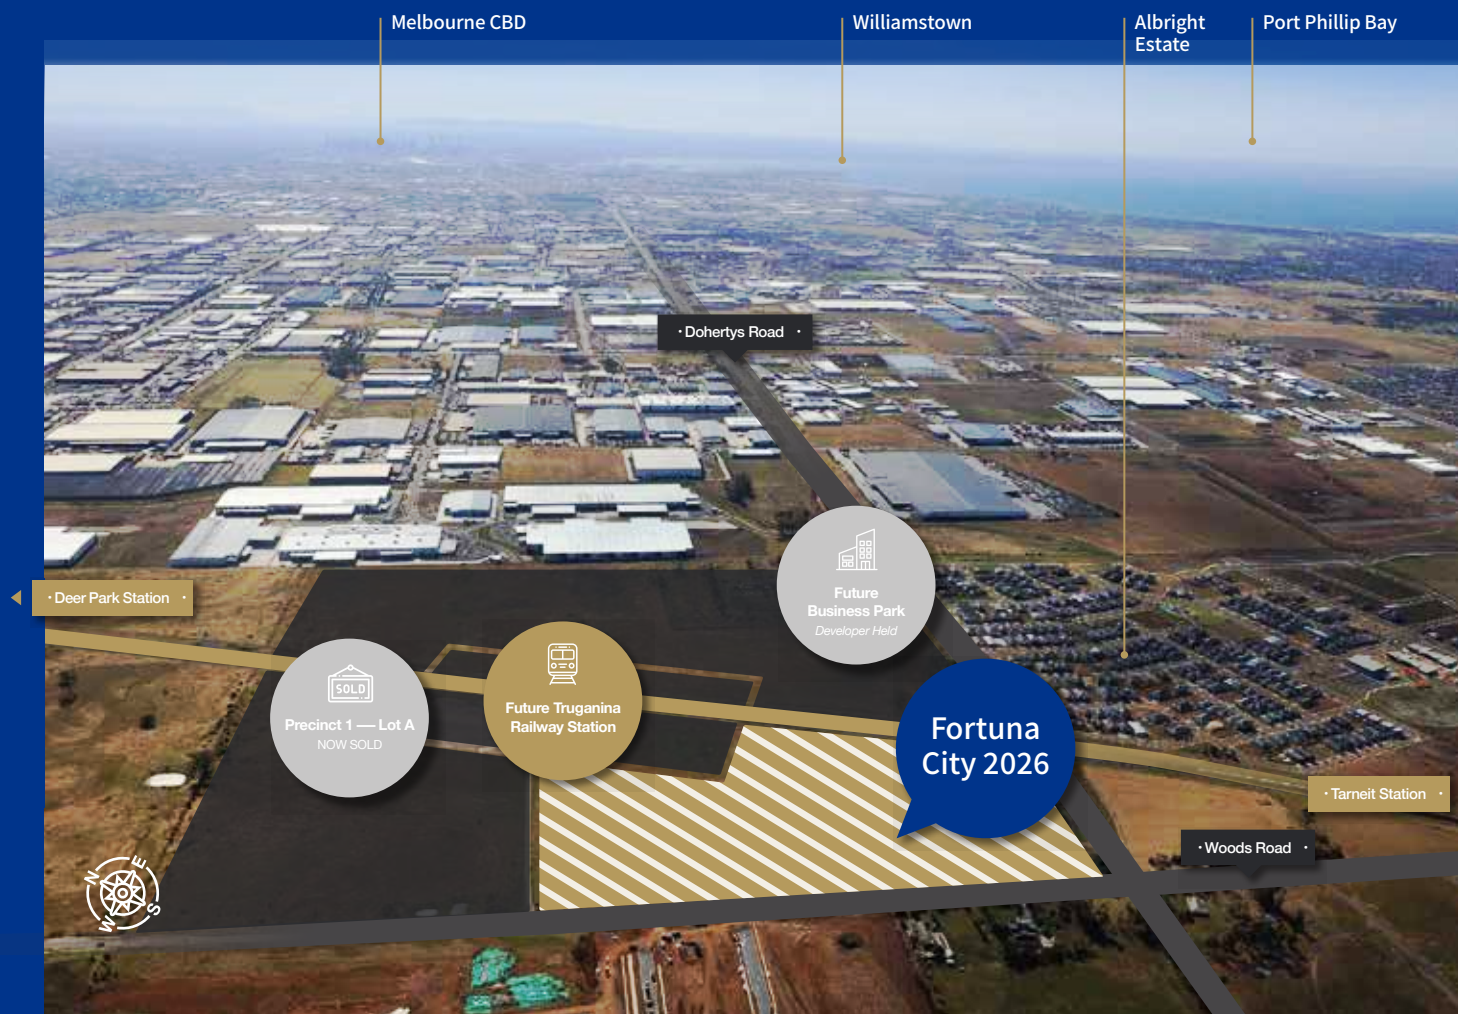 Melbourne CBD
Williamstown
Albright
Estate
Port Phillip Bay
· Dohertys Road ·
Future
Business Park
Developer Held
· Deer Park Station ·
SOLD
Precinct 1 — Lot A
NOW SOLD
Future Truganina
Railway Station
Fortuna
City 2026
· Tarneit Station ·
· Woods Road ·
N
E
W
S